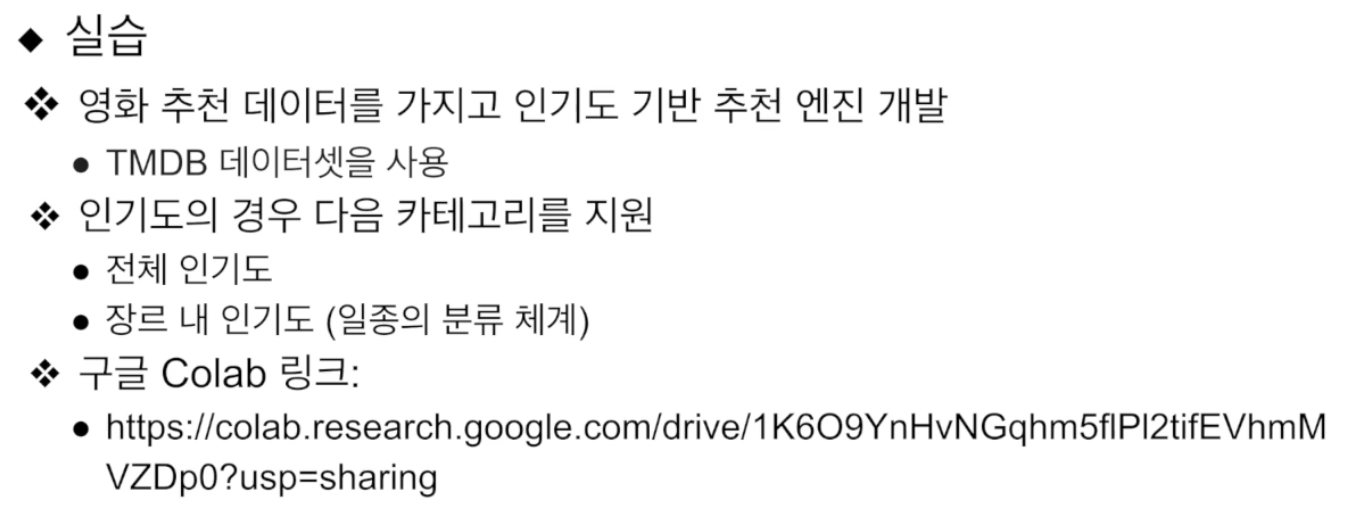 ◆ 실습
❖ 영화 추천 데이터를 가지고 인기도 기반 추천 엔진 개발
● TMDB 데이터셋을 사용
❖ 인기도의 경우 다음 카테고리를 지원
● 전체 인기도
● 장르 내 인기도 (일종의 분류 체계)
❖ 구글 Colab 링크:
● https://colab.research.google.com/drive/1K6O9YnHvNGqhm5flPl2tifEVhmM
VZDp0?usp=sharing